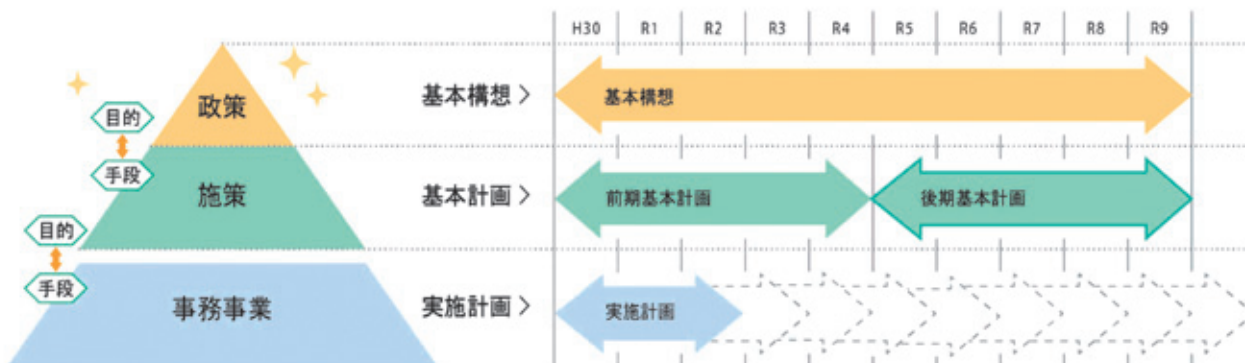 H30 R1 R2 R3 R4 R5 R6 R7 R8 R9
政策
基本構想 >
基本構想
目的
手段
施策
基本計画 >
前期基本計画
後期基本計画
目的
手段
事務事業
実施計画 >
実施計画